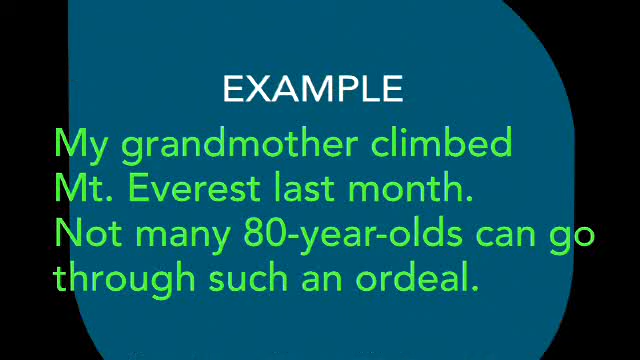 EXAMPLE
My grandmother climbed
Mt. Everest last month.
Not many 80-year-olds can go
through such an ordeal.